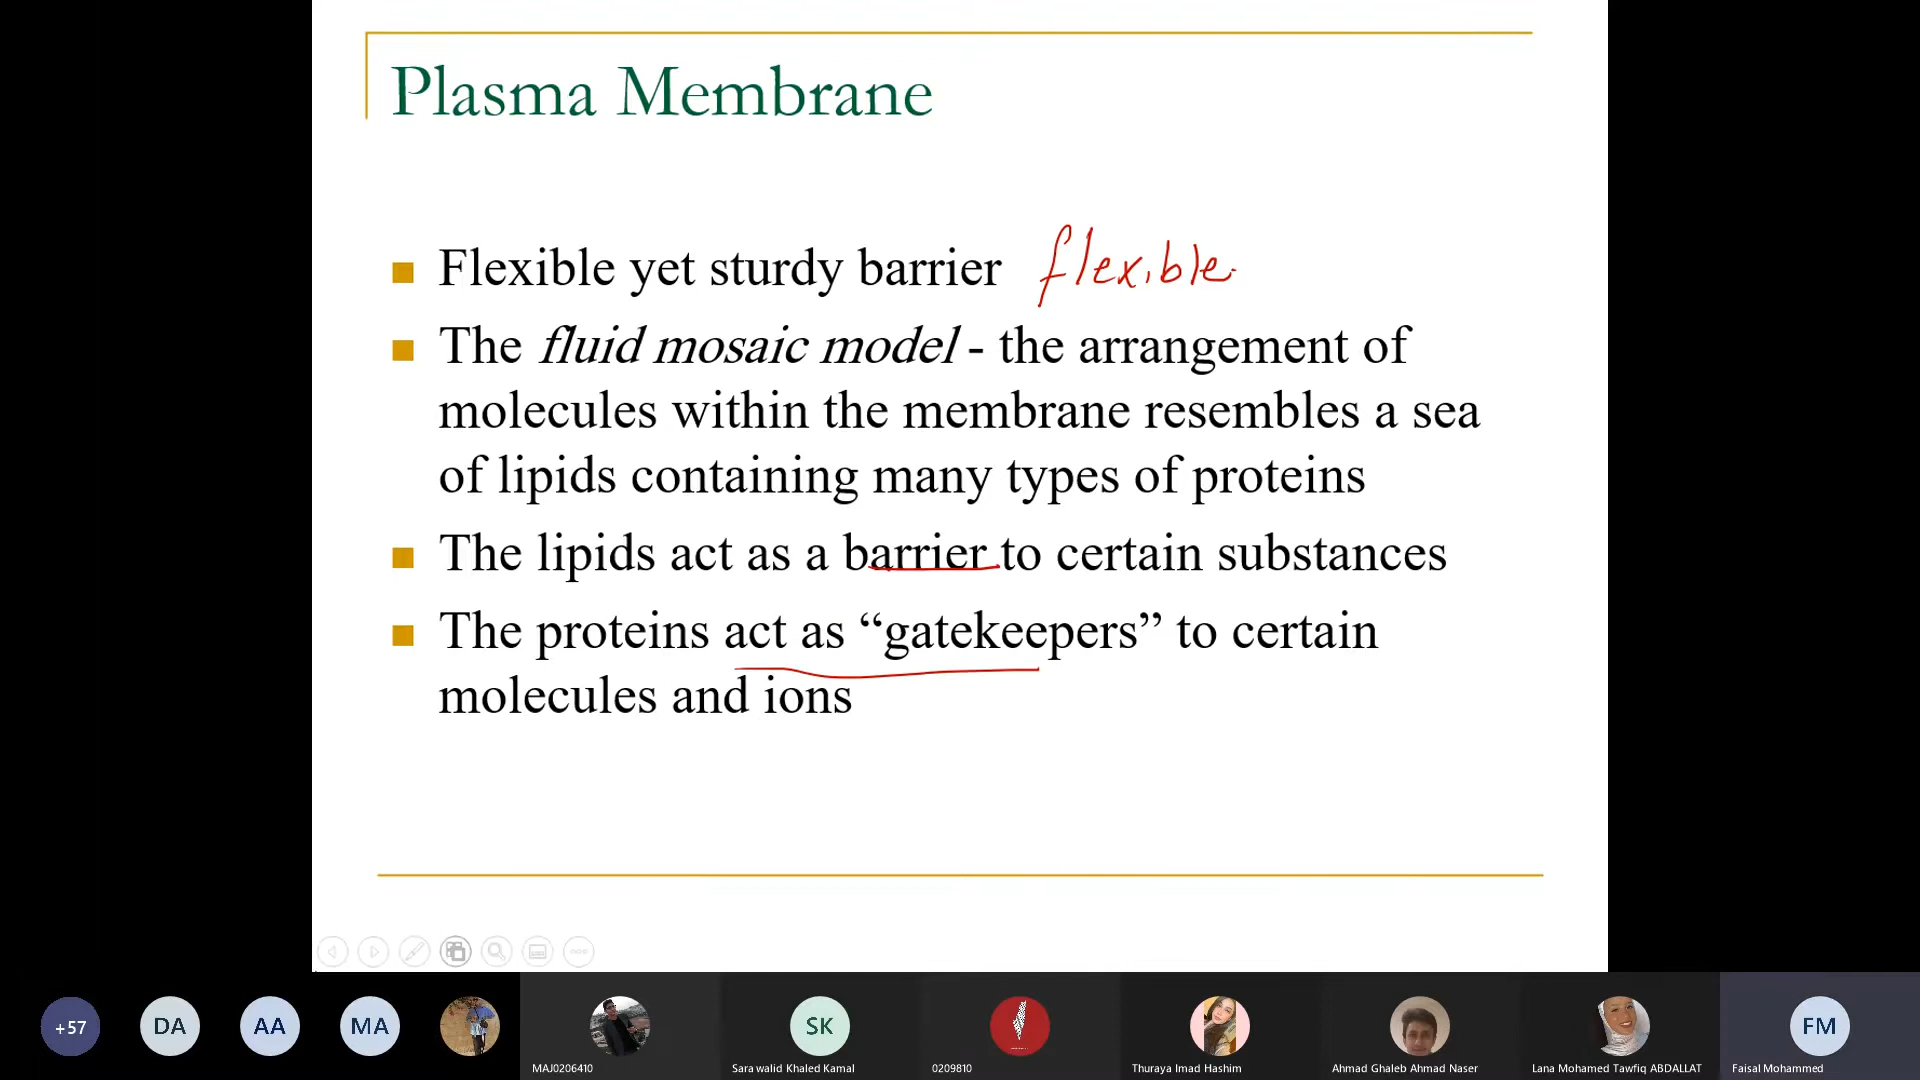 Plasma Membrane
Flexible yet sturdy barrier flexible
The fluid mosaic model - the arrangement of
molecules within the membrane resembles a sea
of lipids containing many types of proteins
The lipids act as a barrier to certain substances
The proteins act as “gatekeepers” to certain
molecules and ions
+57
DA
AA
MA
SK
FM
MAJ0206410
Sara walid Khaled Kamal
0209810
Thuraya Imad Hashim
Ahmad Ghaleb Ahmad Naser
Lana Mohamed Tawfiq ABDALLAT
Faisal Mohammed